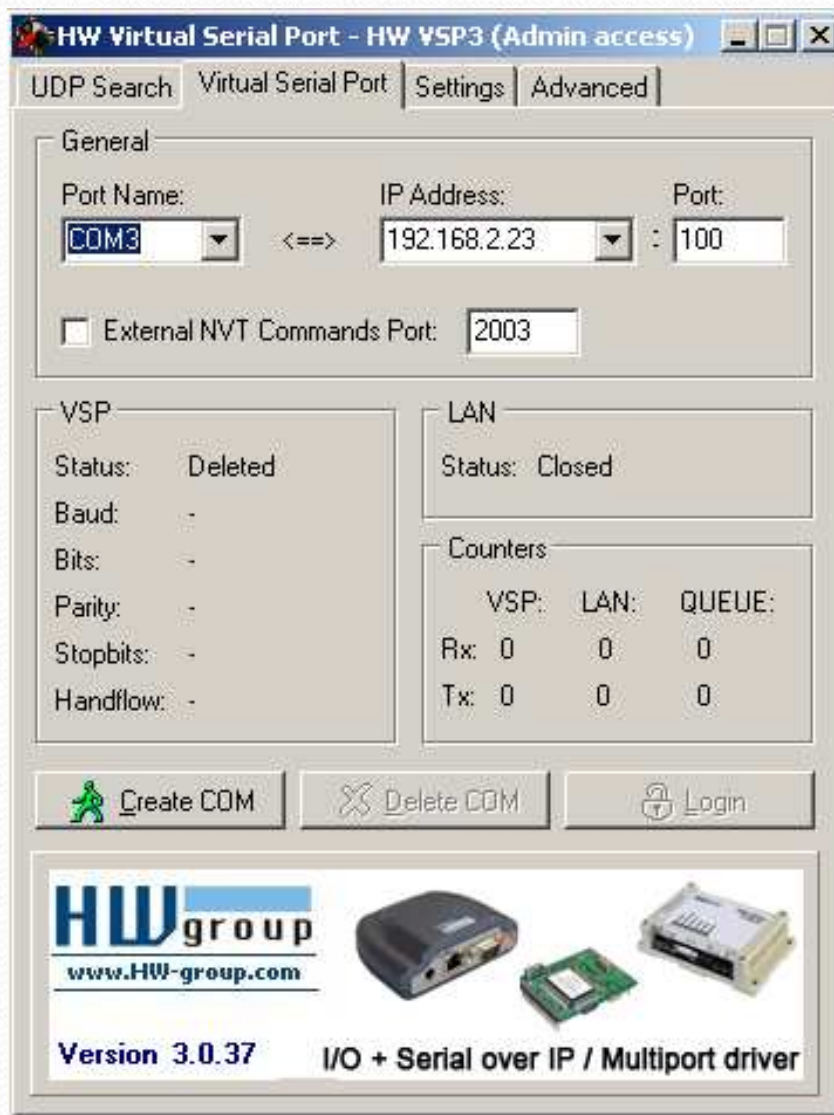 HW Virtual Serial Port - HW VSP3 (Admin access)
UDP Search Virtual Serial Port Settings Advanced
General
Port Name: IP Address: Port:
COM3 <==> 192.168.2.23 : 100
External NVT Commands Port: 2003
VSP
Status: Deleted
Baud: -
Bits: -
Parity: -
Stopbits: -
Handflow: -
LAN
Status: Closed
Counters
VSP: LAN: QUEUE:
Rx: 0 0 0
Tx: 0 0 0
Create COM Delete COM Login
HW group
www.HW-group.com
Version 3.0.37
I/O + Serial over IP / Multiport driver